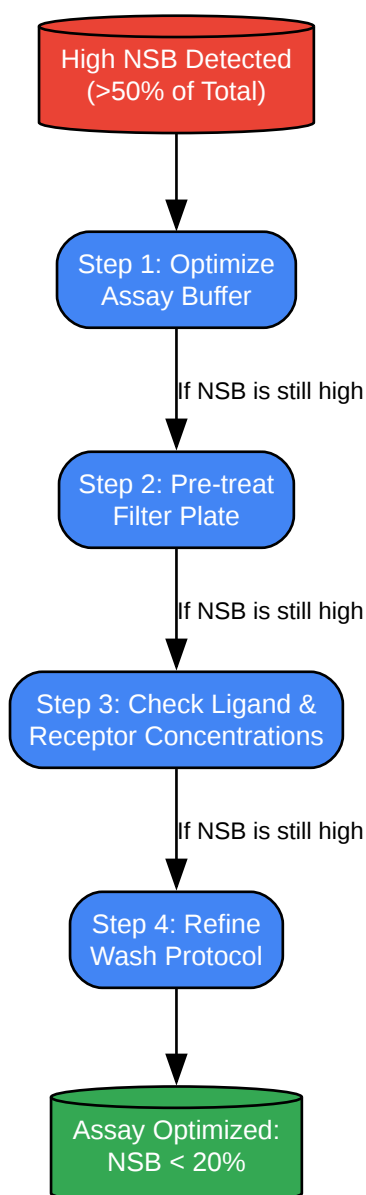 High NSB Detected
(>50% of Total)
Step 1: Optimize
Assay Buffer
If NSB is still high
Step 2: Pre-treat
Filter Plate
If NSB is still high
Step 3: Check Ligand &
Receptor Concentrations
If NSB is still high
Step 4: Refine
Wash Protocol
Assay Optimized:
NSB < 20%